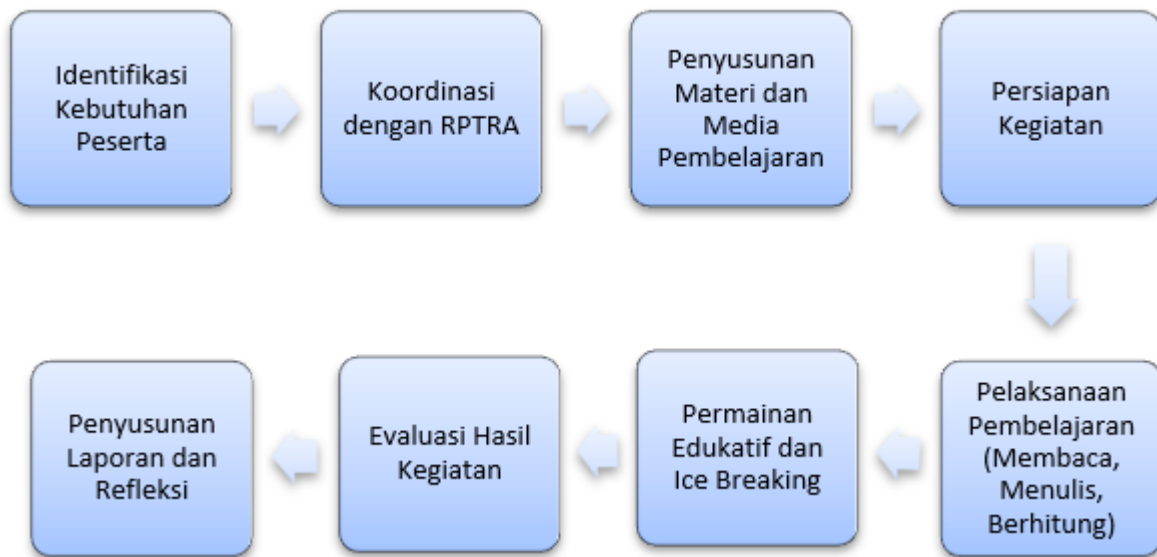 Identifikasi
Kebutuhan
Peserta
Koordinasi
dengan RPTRA
Penyusunan
Materi dan
Media
Pembelajaran
Persiapan
Kegiatan
Pelaksanaan
Pembelajaran
(Membaca,
Menulis,
Berhitung)
Permainan
Edukatif dan
Ice Breaking
Evaluasi Hasil
Kegiatan
Penyusunan
Laporan dan
Refleksi